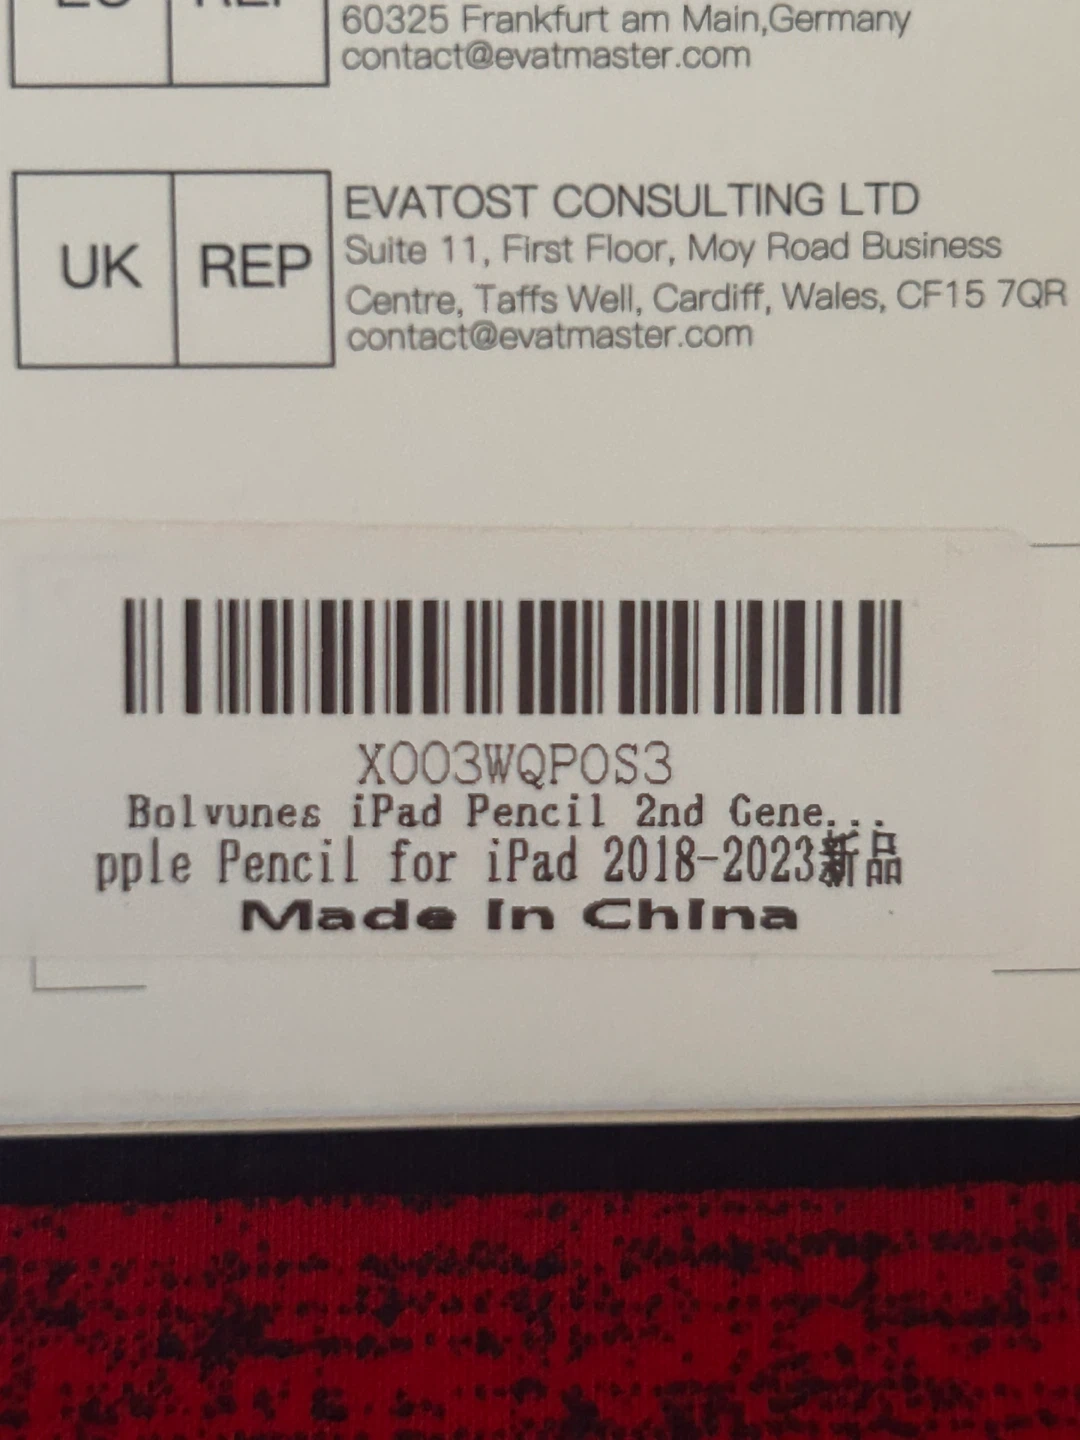 60325 Frankfurt am Main,Germany
contact@evatmaster.com
UK REP
EVATOST CONSULTING LTD
Suite 11, First Floor, Moy Road Business
Centre, Taffs Well, Cardiff, Wales, CF15 7QR
contact@evatmaster.com
X003WQPOS3
Bolvunes iPad Pencil 2nd Gene...
pple Pencil for iPad 2018-2023新品
Made In China